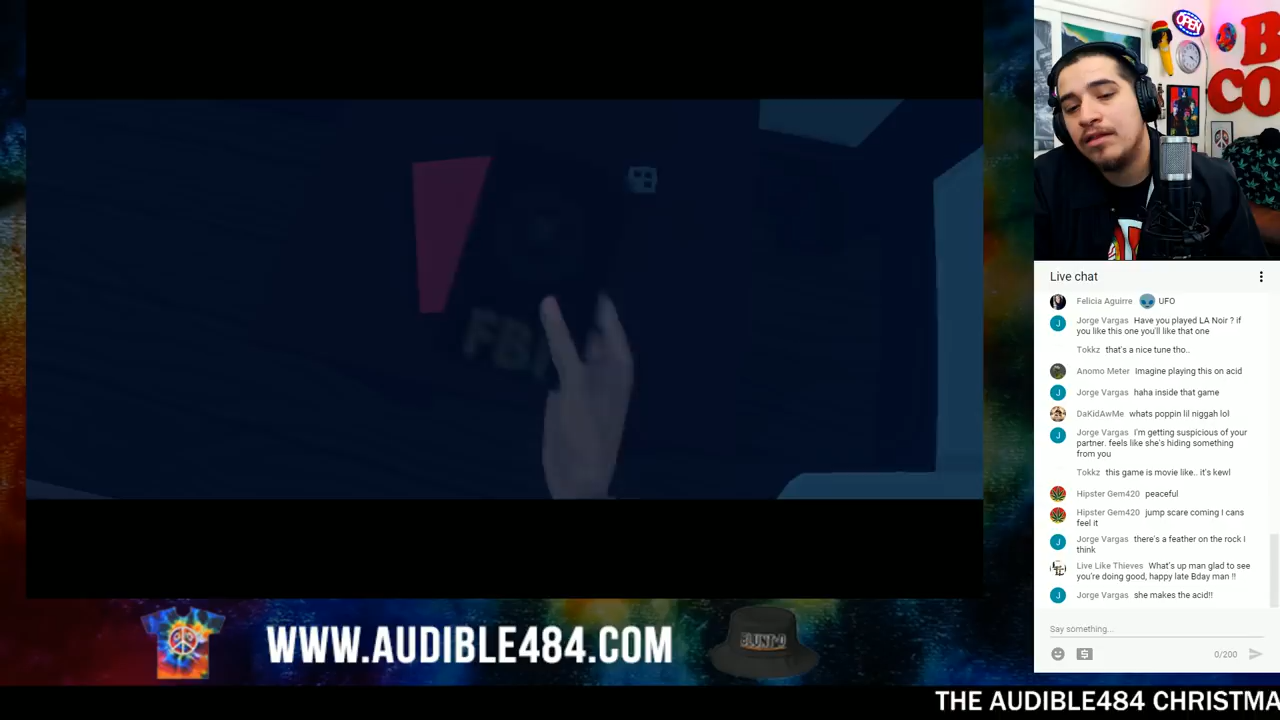 OPEN
B
CO
Live chat
Felicia Aguirre UFO
Jorge Vargas Have you played LA Noir ? if
you like this one you'll like that one
Tokkz that's a nice tune tho..
Anomo Meter Imagine playing this on acid
Jorge Vargas haha inside that game
DaKidAwMe whats poppin lil niggah lol
Jorge Vargas I'm getting suspicious of your
partner. feels like she's hiding something
from you
Tokkz this game is movie like.. it's kewl
Hipster Gem420 peaceful
Hipster Gem420 jump scare coming I cans
feel it
Jorge Vargas there's a feather on the rock I
think
Live Like Thieves What's up man glad to see
you're doing good, happy late Bday man !!
Jorge Vargas she makes the acid!!
Say something...
0/200
WWW.AUDIBLE484.COM
THE AUDIBLE484 CHRISTMA